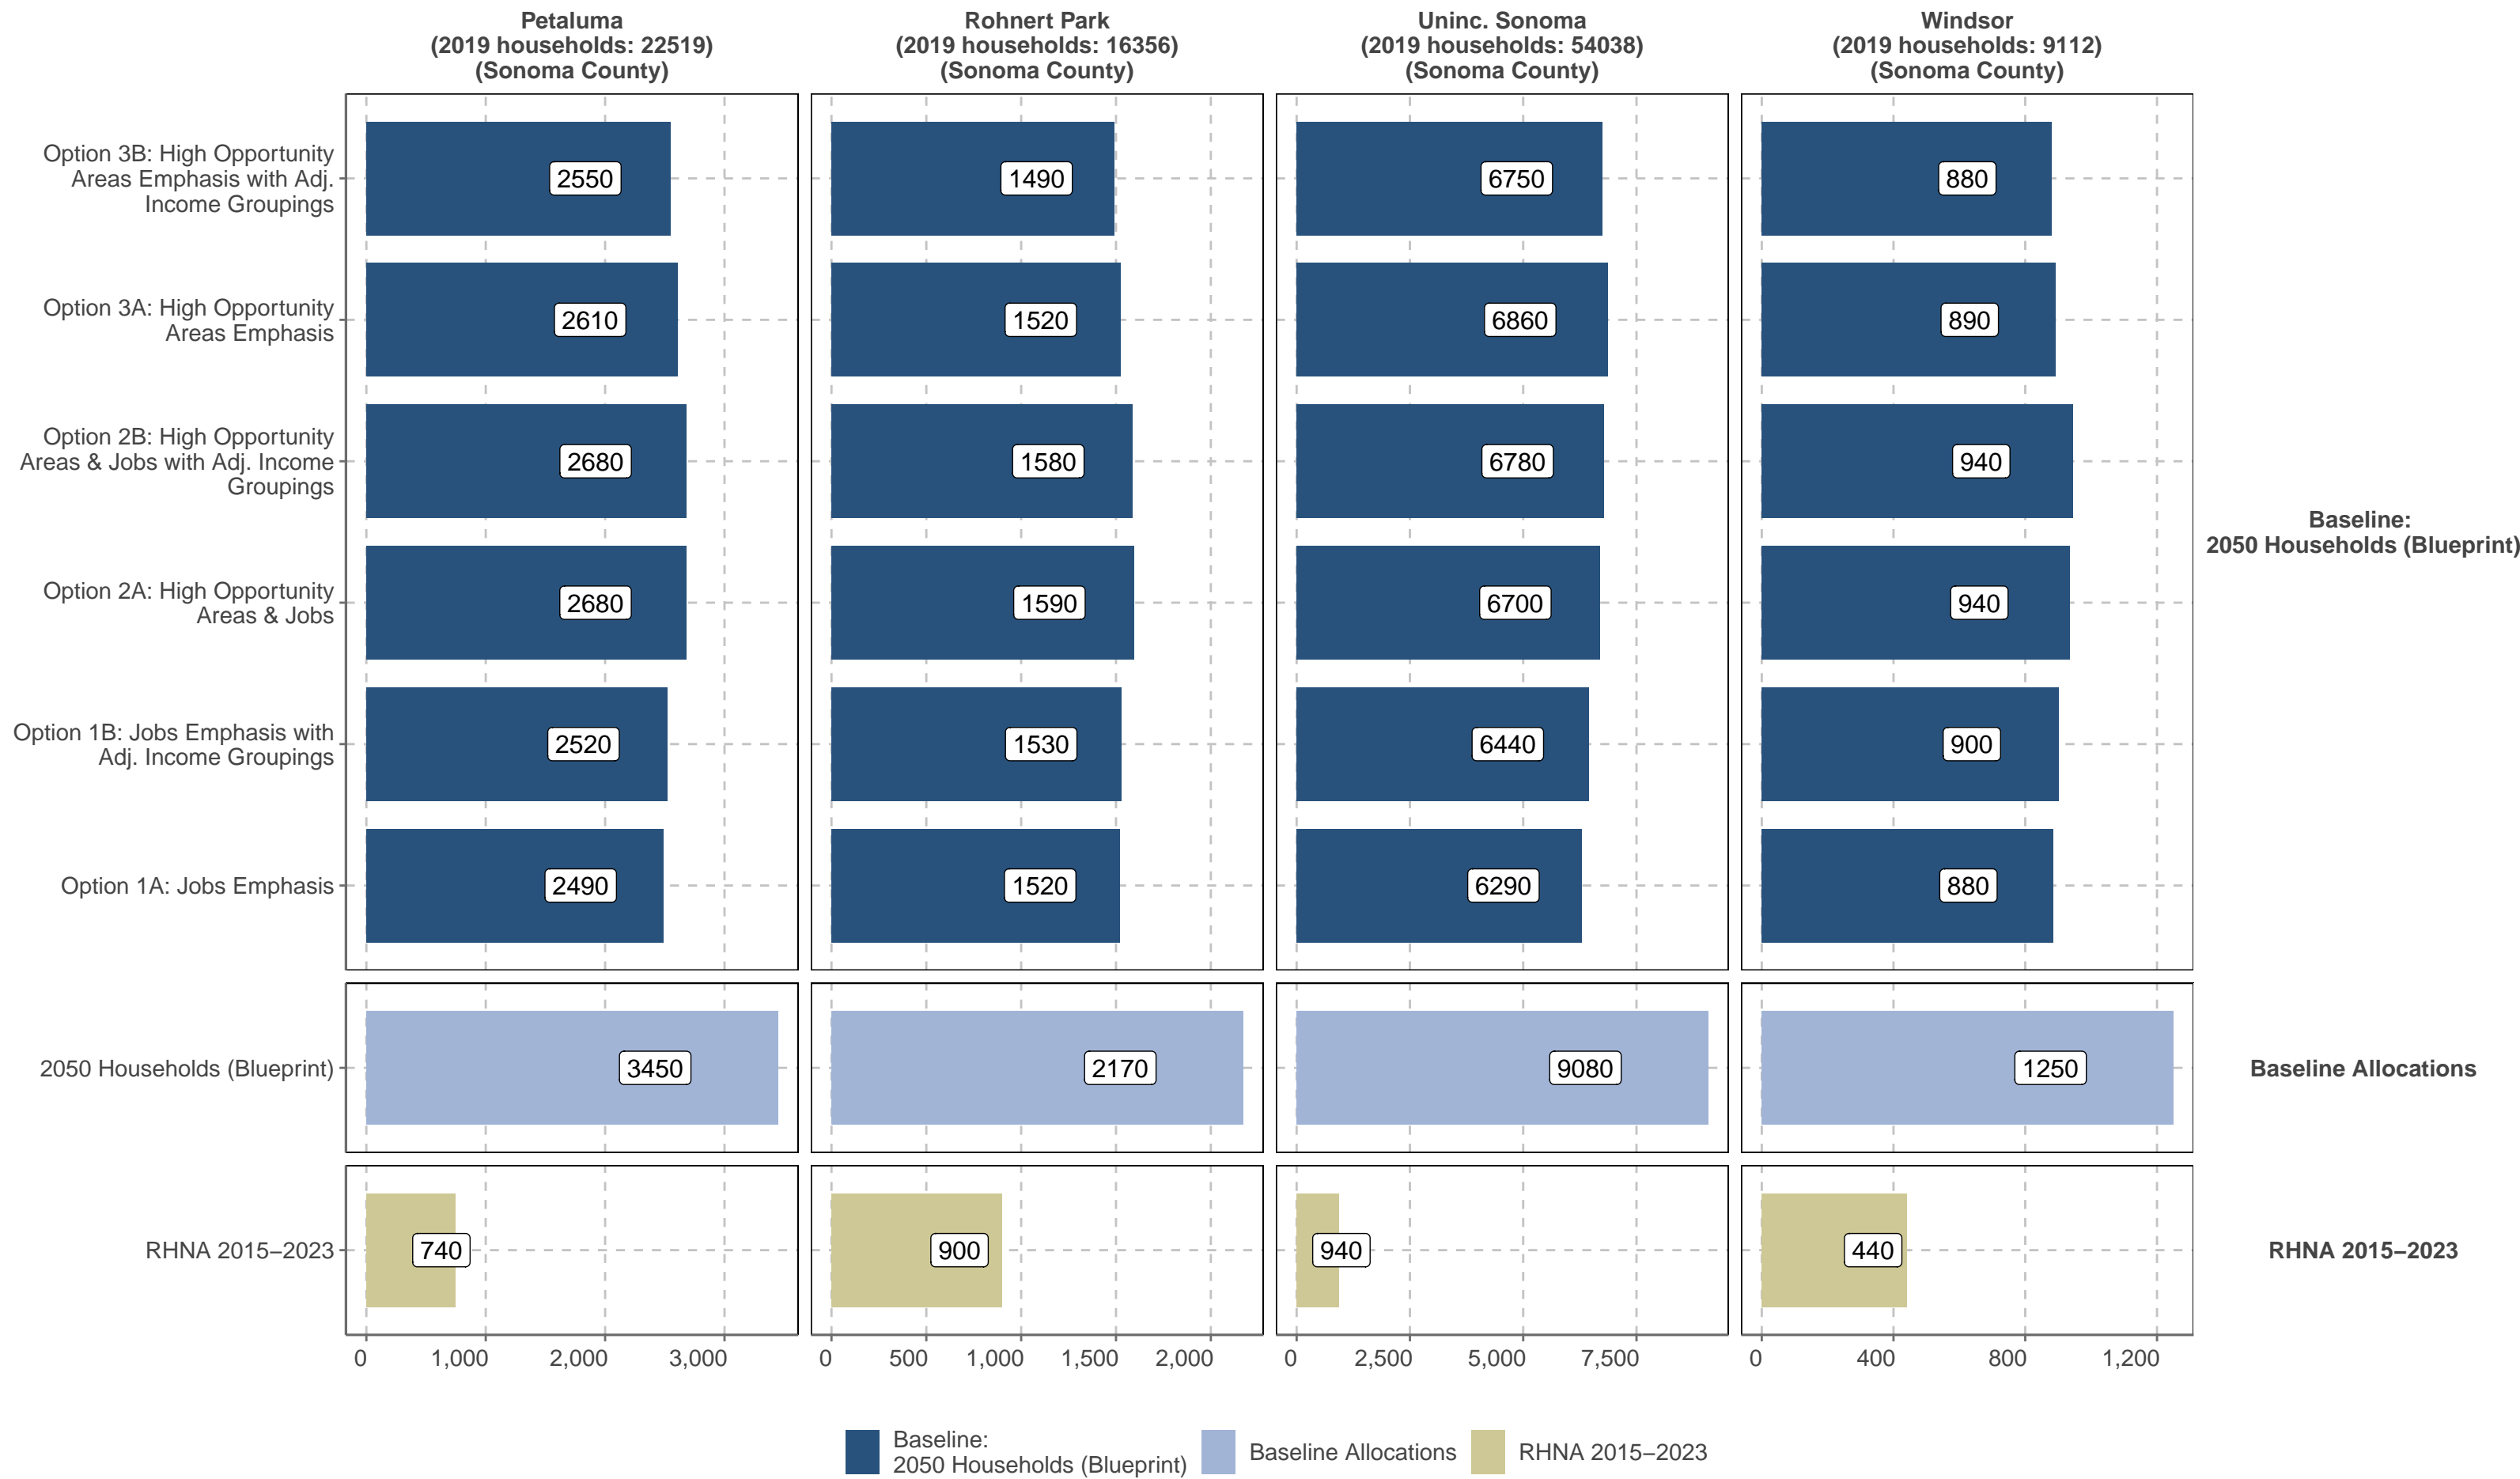 Petaluma
(2019 households: 22519)
(Sonoma County)
Rohnert Park
(2019 households: 16356)
(Sonoma County)
Uninc. Sonoma
(2019 households: 54038)
(Sonoma County)
Windsor
(2019 households: 9112)
(Sonoma County)
Option 3B: High Opportunity
Areas Emphasis with Adj.
Income Groupings
2550
1490
6750
880
Option 3A: High Opportunity
Areas Emphasis
2610
1520
6860
890
Option 2B: High Opportunity
Areas & Jobs with Adj. Income
Groupings
2680
1580
6780
940
Baseline:
2050 Households (Blueprint)
Option 2A: High Opportunity
Areas & Jobs
2680
1590
6700
940
Option 1B: Jobs Emphasis with
Adj. Income Groupings
2520
1530
6440
900
Option 1A: Jobs Emphasis
2490
1520
6290
880
2050 Households (Blueprint)
3450
2170
9080
1250
Baseline Allocations
RHNA 2015−2023
740
900
940
440
RHNA 2015−2023
0 1,000 2,000 3,000
0 500 1,000 1,500 2,000
0 2,500 5,000 7,500
0 400 800 1,200
Baseline:
2050 Households (Blueprint)
Baseline Allocations
RHNA 2015−2023